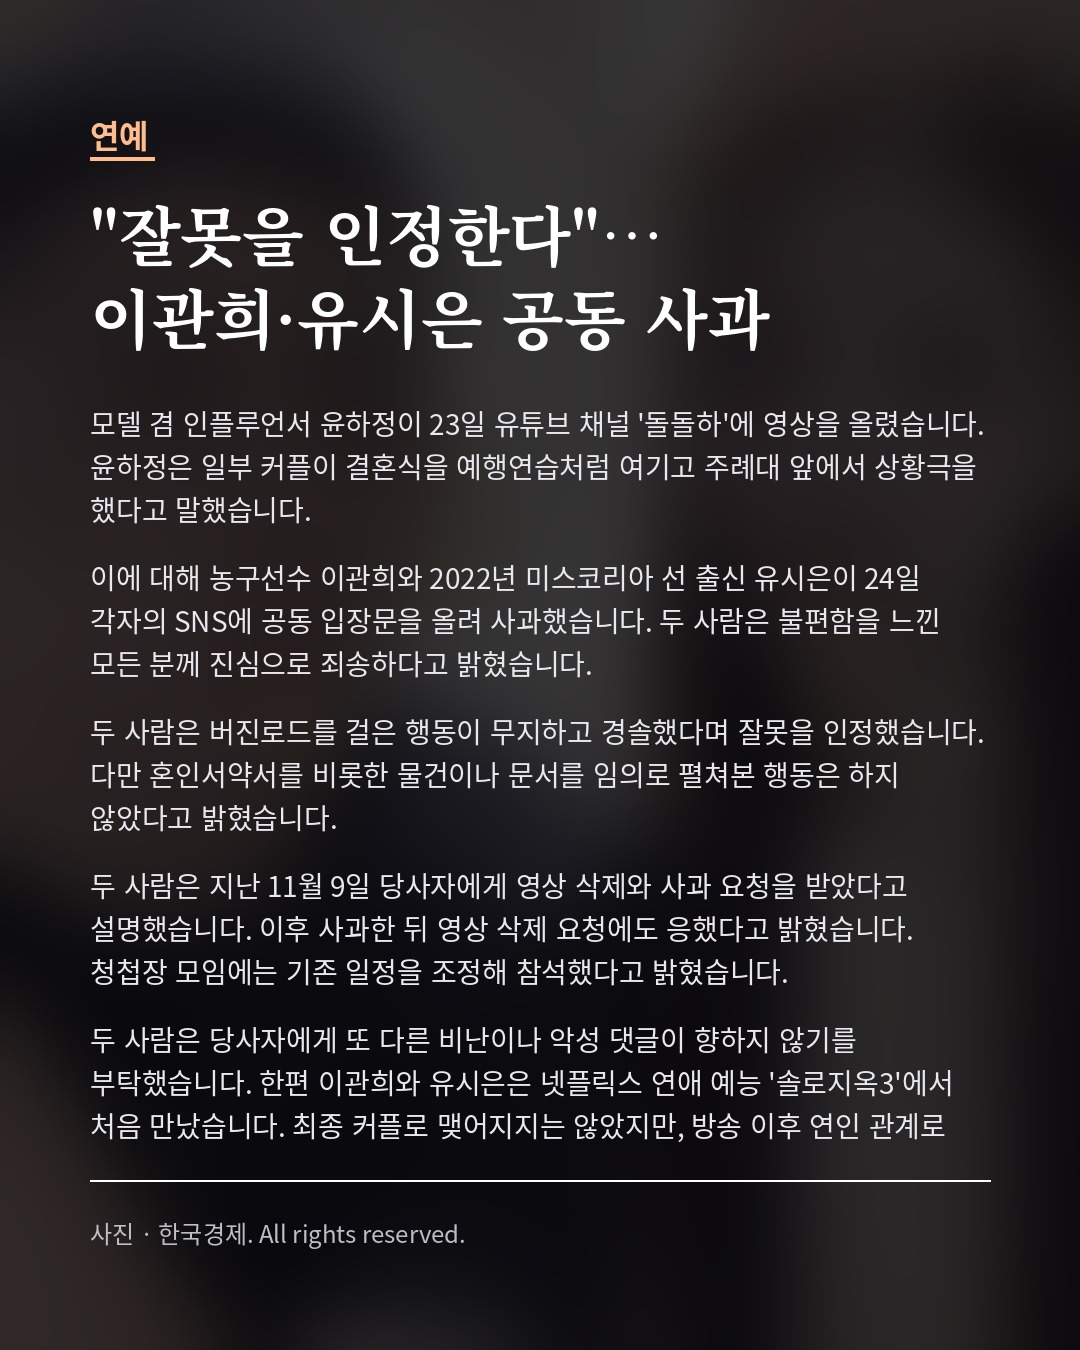 연예
"잘못을 인정한다"…
이관희·유시은 공동 사과
모델 겸 인플루언서 윤하정이 23일 유튜브 채널 '돌돌하'에 영상을 올렸습니다.
윤하정은 일부 커플이 결혼식을 예행연습처럼 여기고 주례대 앞에서 상황극을
했다고 말했습니다.
이에 대해 농구선수 이관희와 2022년 미스코리아 선 출신 유시은이 24일
각자의 SNS에 공동 입장문을 올려 사과했습니다. 두 사람은 불편함을 느낀
모든 분께 진심으로 죄송하다고 밝혔습니다.
두 사람은 버진로드를 걸은 행동이 무지하고 경솔했다며 잘못을 인정했습니다.
다만 혼인서약서를 비롯한 물건이나 문서를 임의로 펼쳐본 행동은 하지
않았다고 밝혔습니다.
두 사람은 지난 11월 9일 당사자에게 영상 삭제와 사과 요청을 받았다고
설명했습니다. 이후 사과한 뒤 영상 삭제 요청에도 응했다고 밝혔습니다.
청첩장 모임에는 기존 일정을 조정해 참석했다고 밝혔습니다.
두 사람은 당사자에게 또 다른 비난이나 악성 댓글이 향하지 않기를
부탁했습니다. 한편 이관희와 유시은은 넷플릭스 연애 예능 '솔로지옥3'에서
처음 만났습니다. 최종 커플로 맺어지지는 않았지만, 방송 이후 연인 관계로
사진 · 한국경제. All rights reserved.